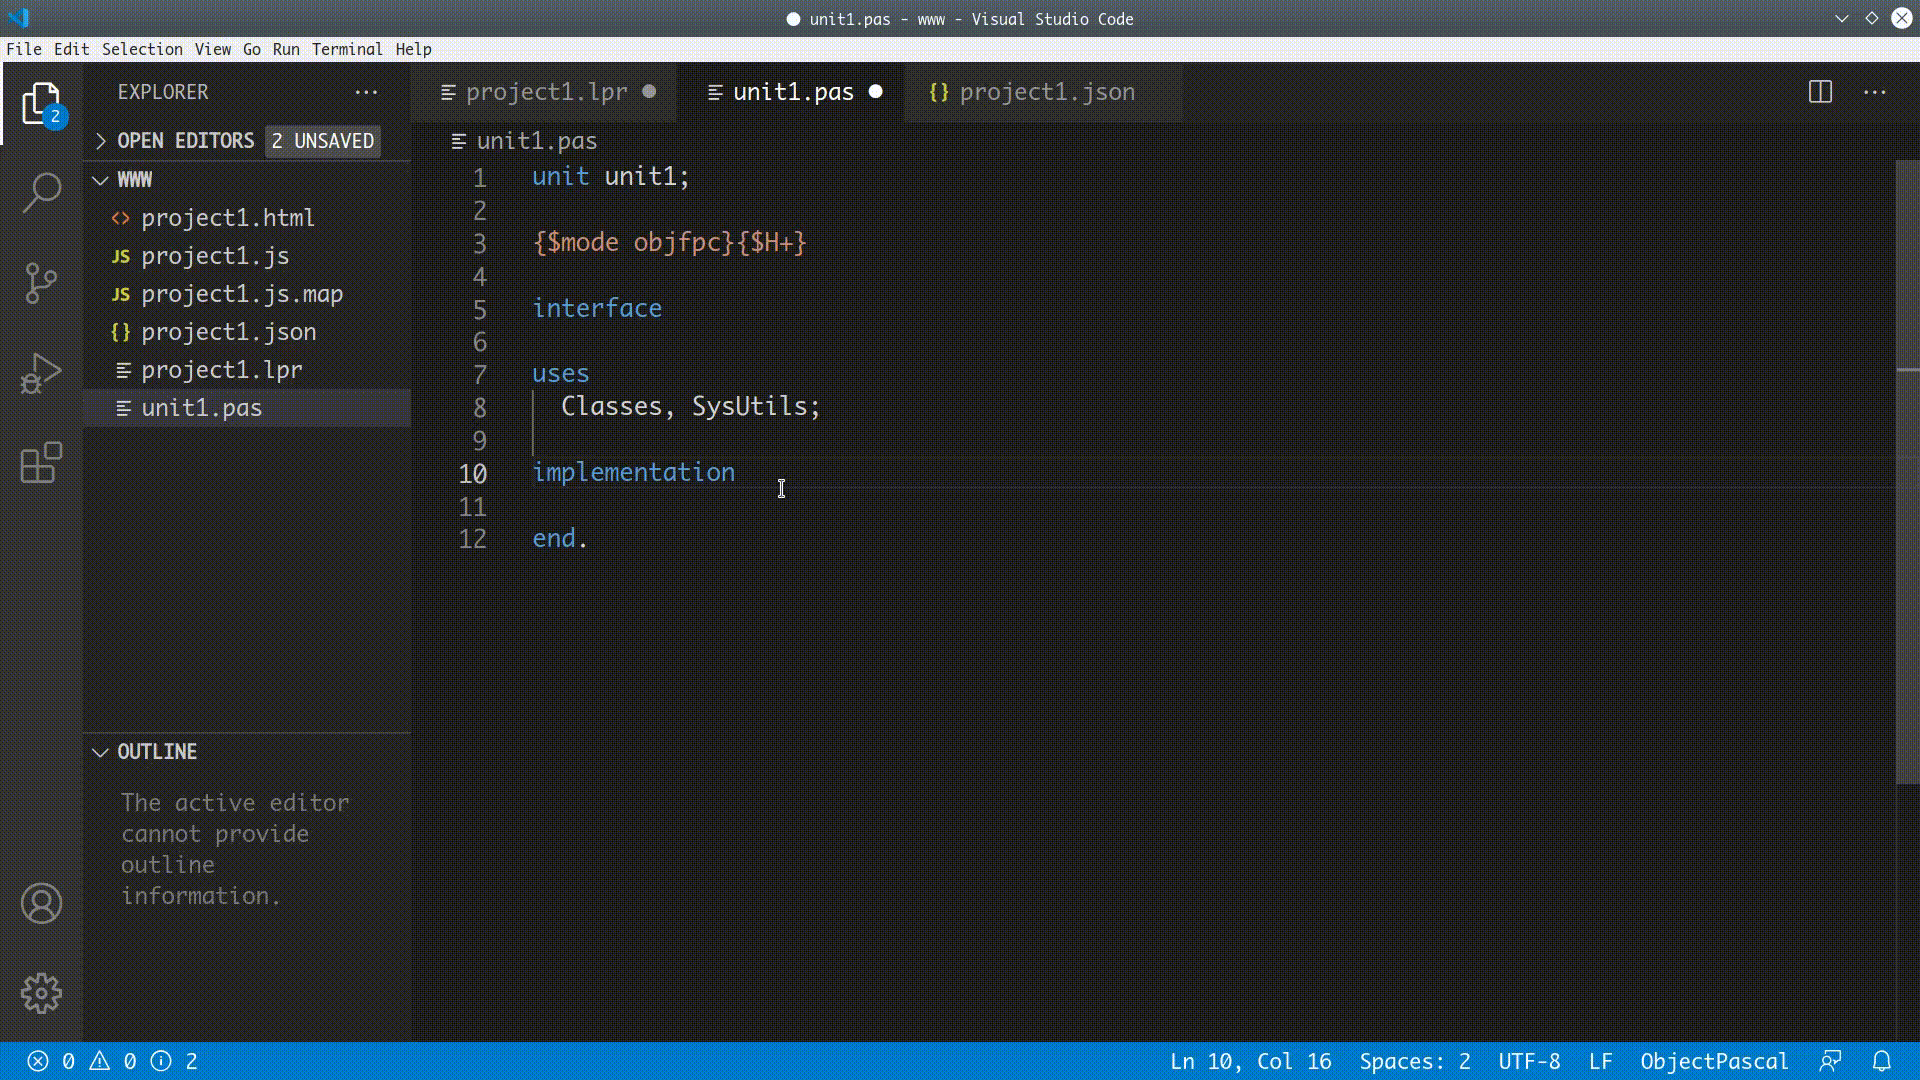 unit1.pas - www - Visual Studio Code
File Edit Selection View Go Run Terminal Help
2
EXPLORER
OPEN EDITORS 2 UNSAVED
WWW
<> project1.html
JS project1.js
JS project1.js.map
{} project1.json
project1.lpr
unit1.pas
OUTLINE
The active editor
cannot provide
outline
information.
project1.lpr unit1.pas {} project1.json
unit1.pas
1 unit unit1;
2
3 {$mode objfpc}{$H+}
4
5 interface
6
7 uses
8 Classes, SysUtils;
9
10 implementation
11
12 end.
0 0 2
Ln 10, Col 16 Spaces: 2 UTF-8 LF ObjectPascal